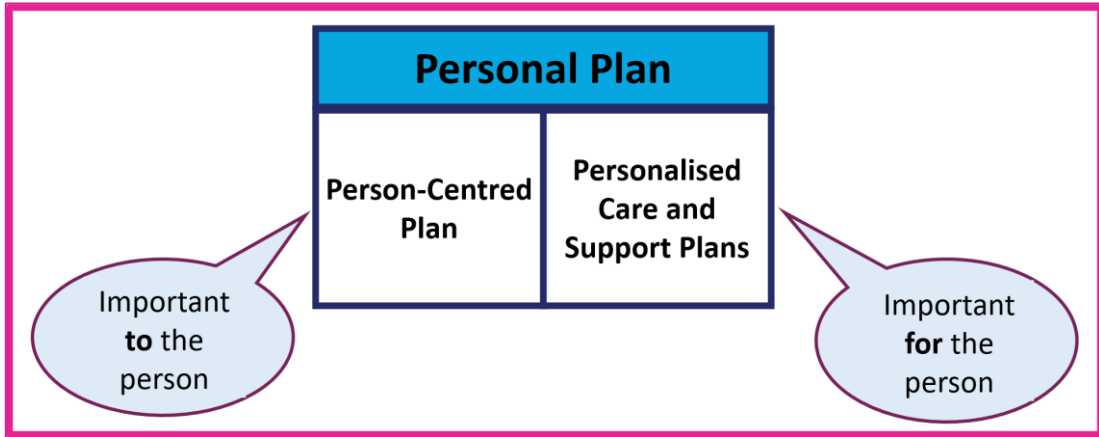 Personal Plan
Person-Centred
Plan
Personalised
Care and
Support Plans
Important
to the
person
Important
for the
person